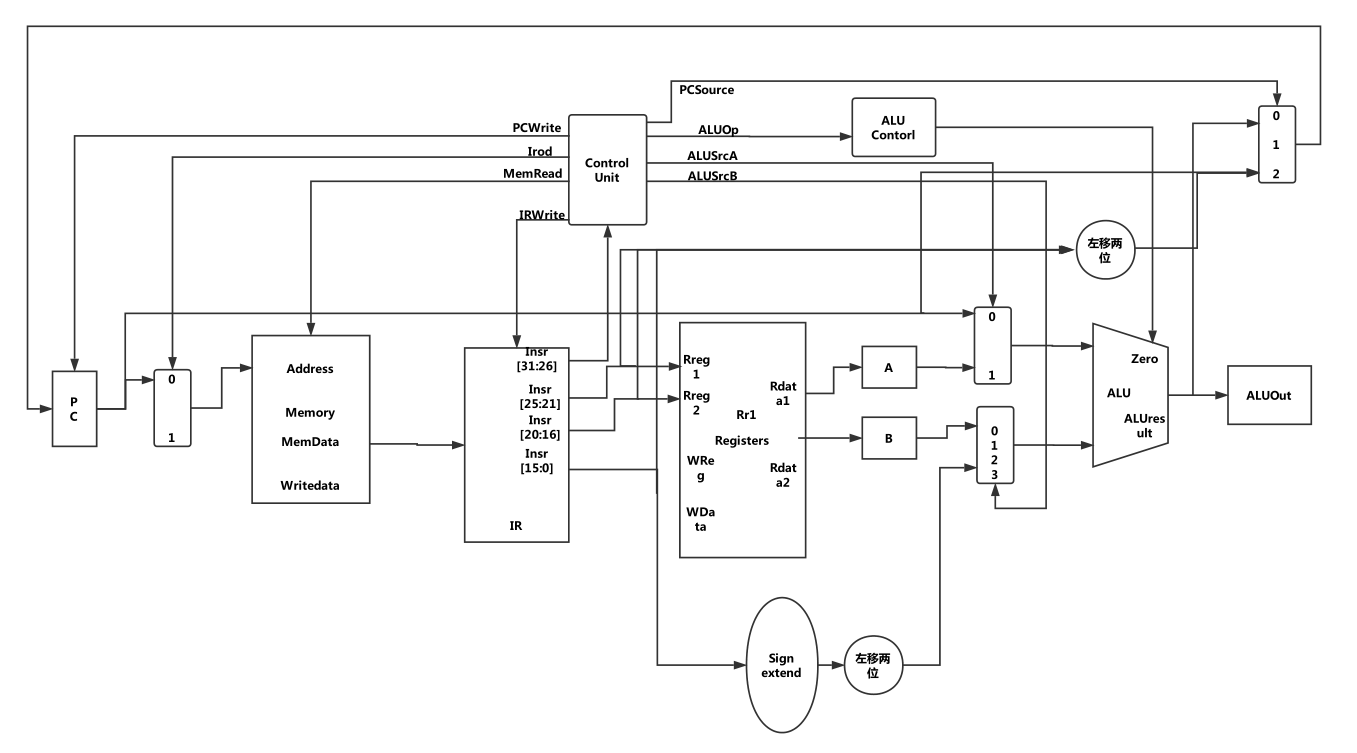 PCSource
0
1
2
PCWrite
Irod
MemRead
IRWrite
Control
Unit
ALUOp
ALUSrcA
ALUSrcB
ALU
Contorl
左移两
位
P
C
0
1
Address
Memory
MemData
Writedata
Insr
[31:26]
Insr
[25:21]
Insr
[20:16]
Insr
[15:0]
IR
Rreg
1
Rreg
2
Rdat
a1
Rr1
Registers
WRe
g
Rdat
a2
WDa
ta
A
B
0
1
0
1
2
3
Zero
ALU
ALUres
ult
ALUOut
Sign
extend
左移两
位